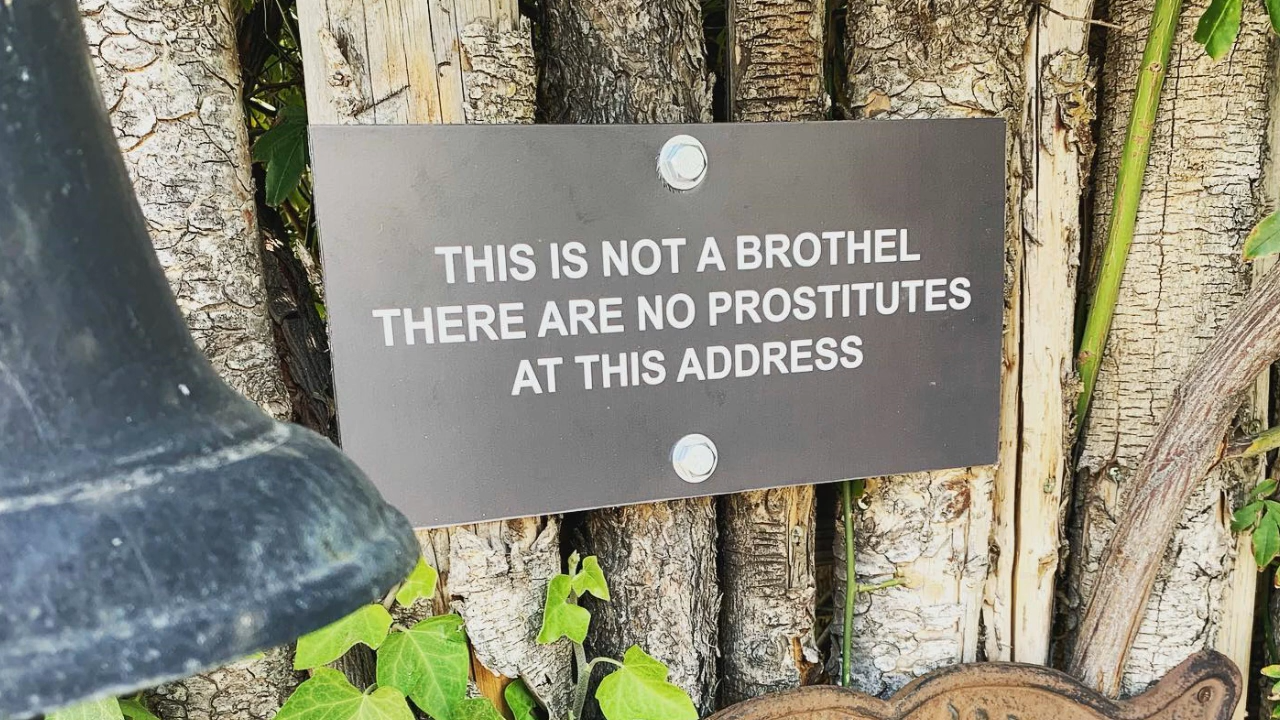 THIS IS NOT A BROTHEL
THERE ARE NO PROSTITUTES
AT THIS ADDRESS